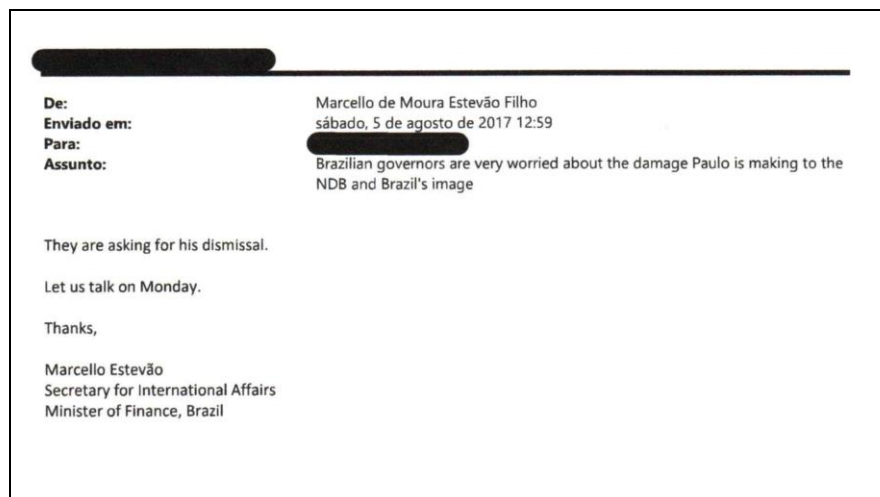 De: Marcello de Moura Estevão Filho
Enviado em: sábado, 5 de agosto de 2017 12:59
Para:
Assunto: Brazilian governors are very worried about the damage Paulo is making to the
NDB and Brazil's image
They are asking for his dismissal.
Let us talk on Monday.
Thanks,
Marcello Estevão
Secretary for International Affairs
Minister of Finance, Brazil